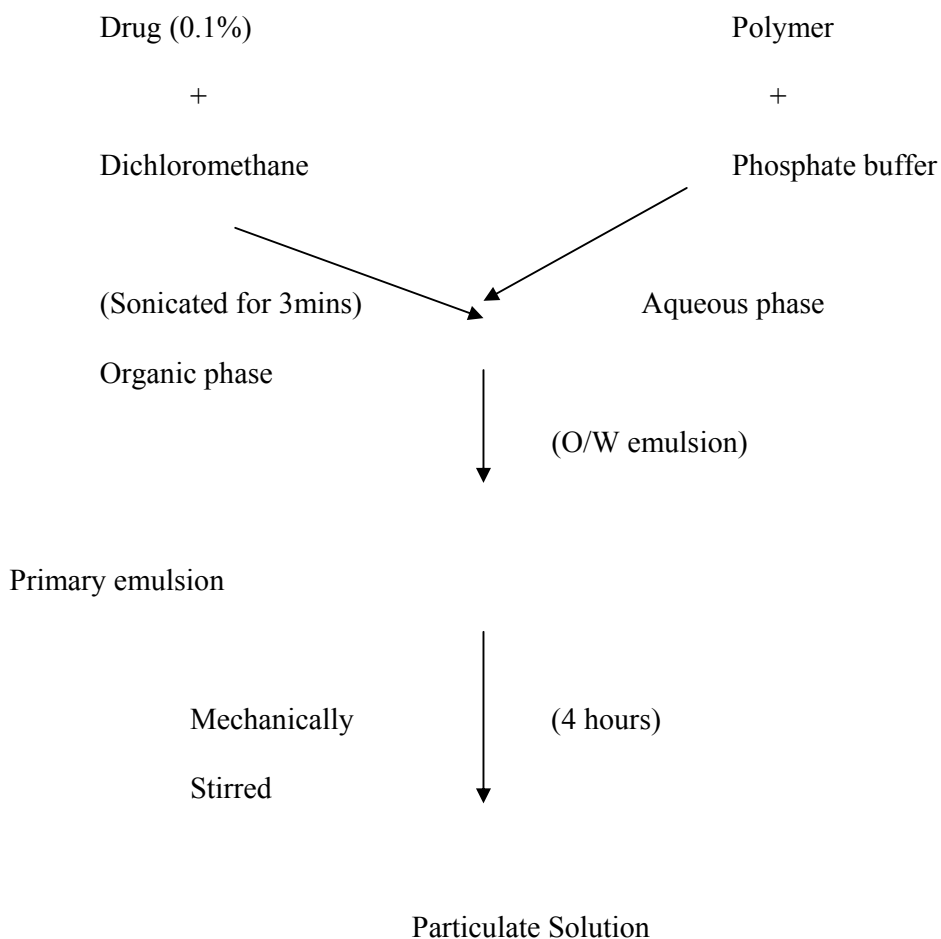 Drug (0.1%) Polymer
+ +
Dichloromethane Phosphate buffer
(Sonicated for 3mins) Aqueous phase
Organic phase
(O/W emulsion)
Primary emulsion
Mechanically (4 hours)
Stirred
Particulate Solution